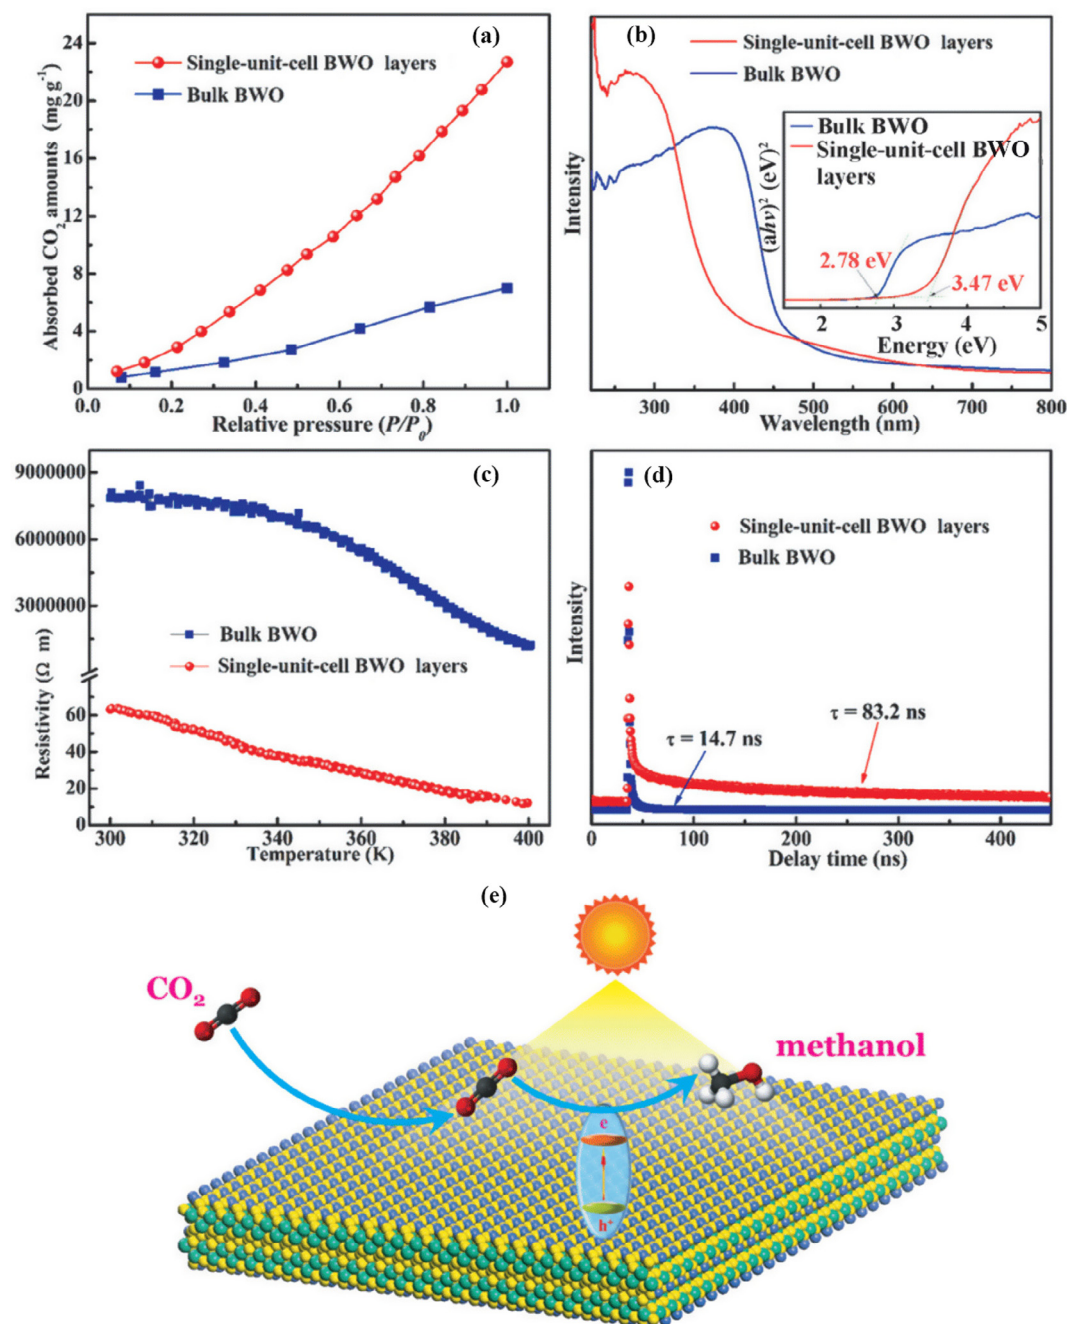 (a)
Single-unit-cell BWO layers
Bulk BWO
Absorbed CO₂ amounts (mg g⁻¹)
24
20
16
12
8
4
0
0.0 0.2 0.4 0.6 0.8 1.0
Relative pressure (P/P₀)
(b)
Single-unit-cell BWO layers
Bulk BWO
Intensity
Bulk BWO
Single-unit-cell BWO
layers
(ahν)² (eV)²
2.78 eV
3.47 eV
2 3 4 5
Energy (eV)
300 400 500 600 700 800
Wavelength (nm)
(c)
9000000
6000000
3000000
60
40
20
0
Resistivity (Ω m)
Bulk BWO
Single-unit-cell BWO layers
300 320 340 360 380 400
Temperature (K)
(d)
Single-unit-cell BWO layers
Bulk BWO
Intensity
τ = 83.2 ns
τ = 14.7 ns
0 100 200 300 400
Delay time (ns)
(e)
CO₂
methanol
e
h⁺